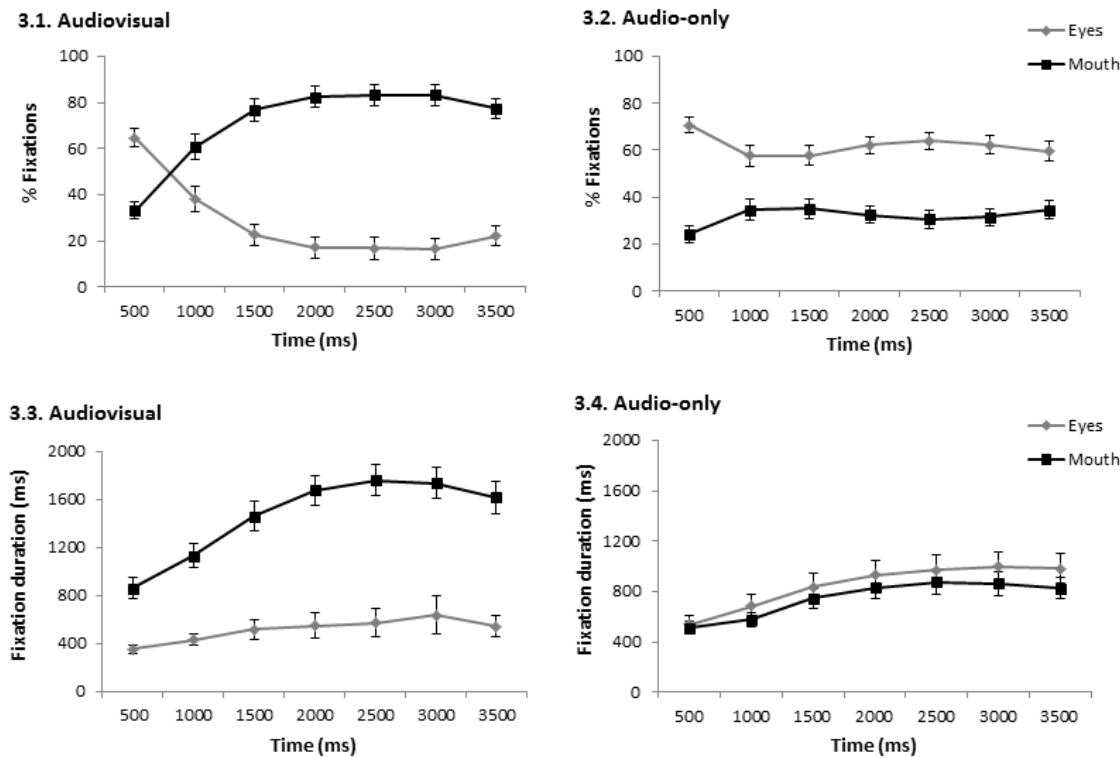 3.1. Audiovisual
% Fixations
100
80
60
40
20
0
500 1000 1500 2000 2500 3000 3500
Time (ms)
3.2. Audio-only
Eyes
Mouth
% Fixations
100
80
60
40
20
0
500 1000 1500 2000 2500 3000 3500
Time (ms)
3.3. Audiovisual
Fixation duration (ms)
2000
1600
1200
800
400
0
500 1000 1500 2000 2500 3000 3500
Time (ms)
3.4. Audio-only
Eyes
Mouth
Fixation duration (ms)
2000
1600
1200
800
400
0
500 1000 1500 2000 2500 3000 3500
Time (ms)